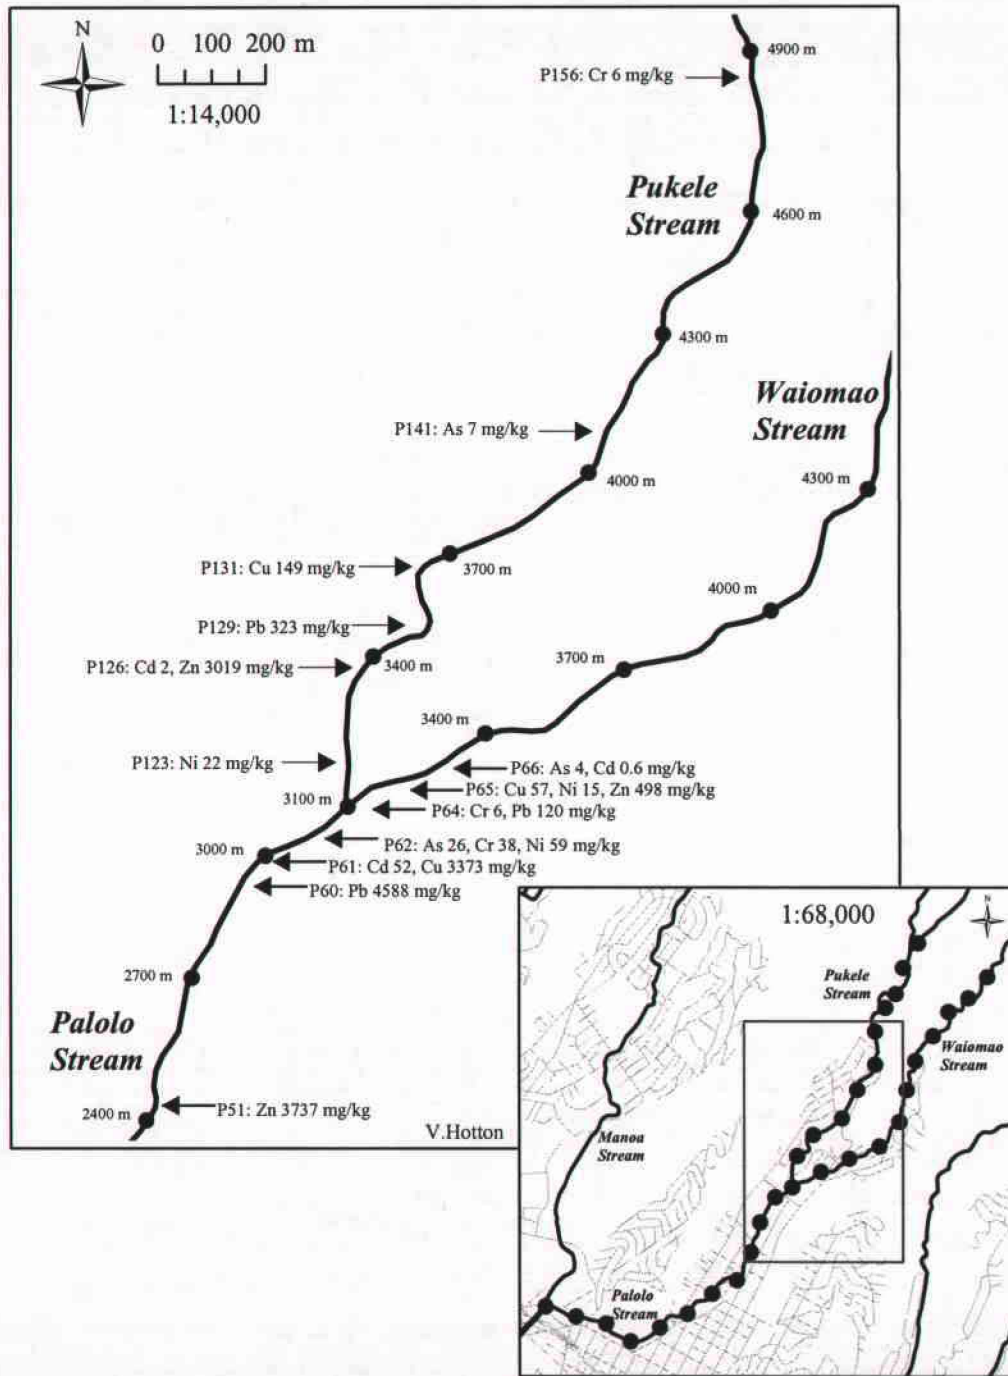 N
0 100 200 m
1:14,000
4900 m
P156: Cr 6 mg/kg
Pukele
Stream
4600 m
4300 m
Waiomao
Stream
P141: As 7 mg/kg
4000 m
4300 m
3700 m
P131: Cu 149 mg/kg
4000 m
P129: Pb 323 mg/kg
3400 m
P126: Cd 2, Zn 3019 mg/kg
3700 m
3400 m
P123: Ni 22 mg/kg
P66: As 4, Cd 0.6 mg/kg
P65: Cu 57, Ni 15, Zn 498 mg/kg
3100 m
P64: Cr 6, Pb 120 mg/kg
P62: As 26, Cr 38, Ni 59 mg/kg
3000 m
P61: Cd 52, Cu 3373 mg/kg
P60: Pb 4588 mg/kg
2700 m
Palolo
Stream
P51: Zn 3737 mg/kg
2400 m
V.Hotton
1:68,000
N
Pukele
Stream
Waiomao
Stream
Manoa
Stream
Palolo
Stream